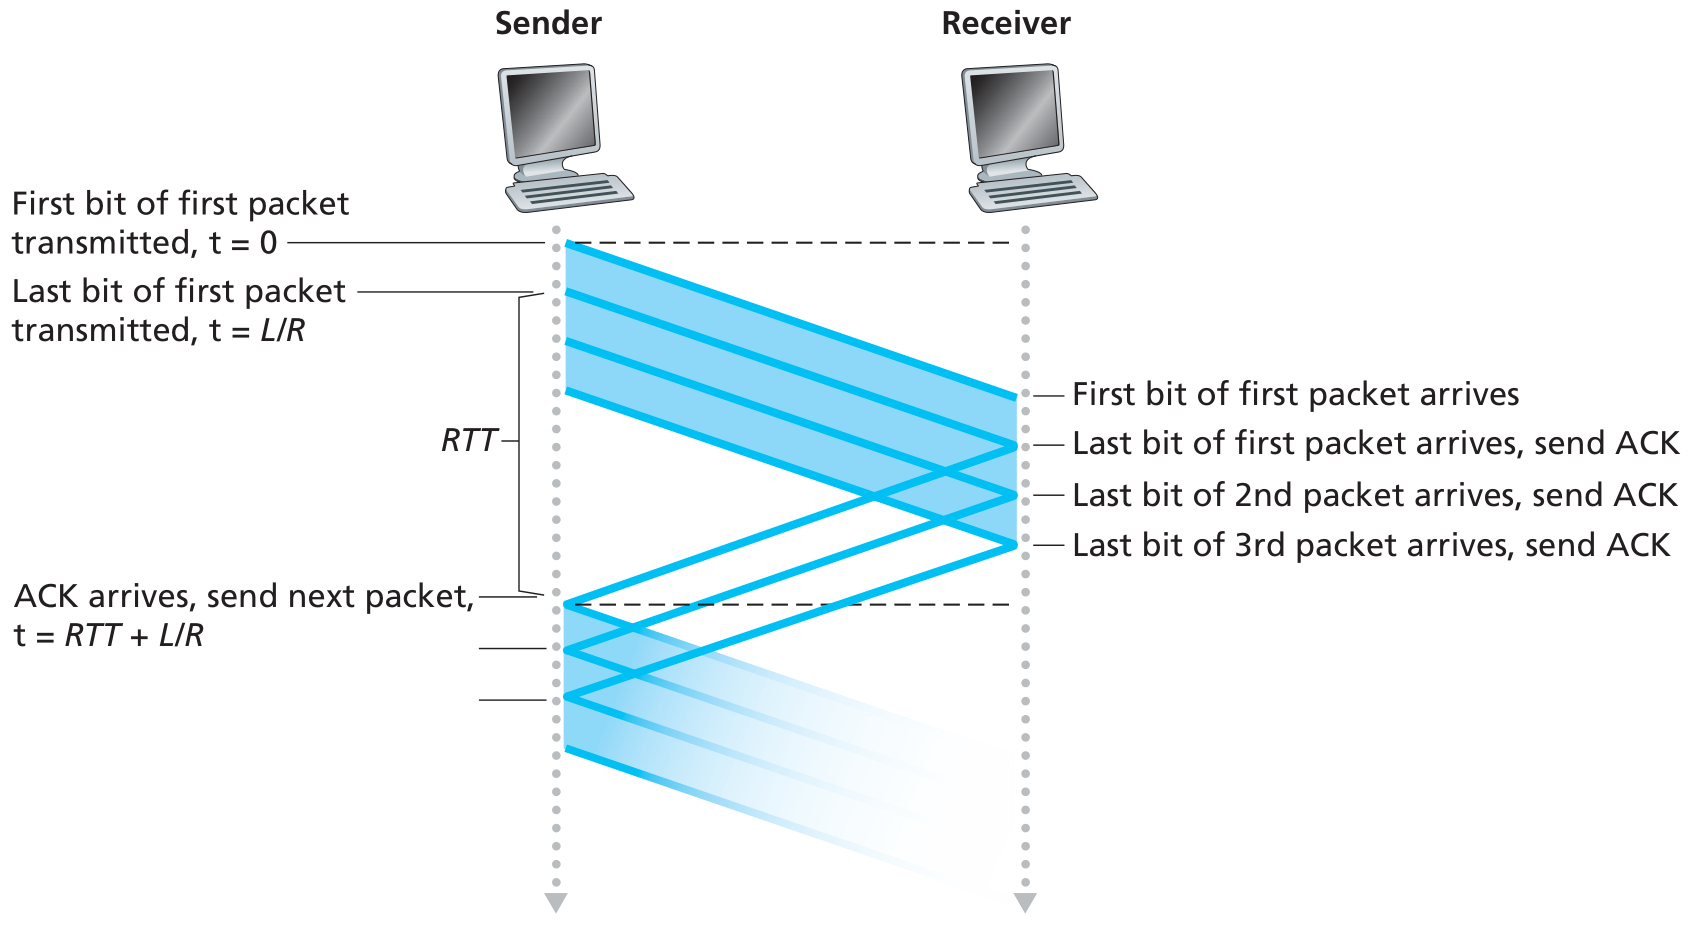 Sender
Receiver
First bit of first packet
transmitted, t = 0
Last bit of first packet
transmitted, t = L/R
First bit of first packet arrives
RTT
Last bit of first packet arrives, send ACK
Last bit of 2nd packet arrives, send ACK
Last bit of 3rd packet arrives, send ACK
ACK arrives, send next packet,
t = RTT + L/R